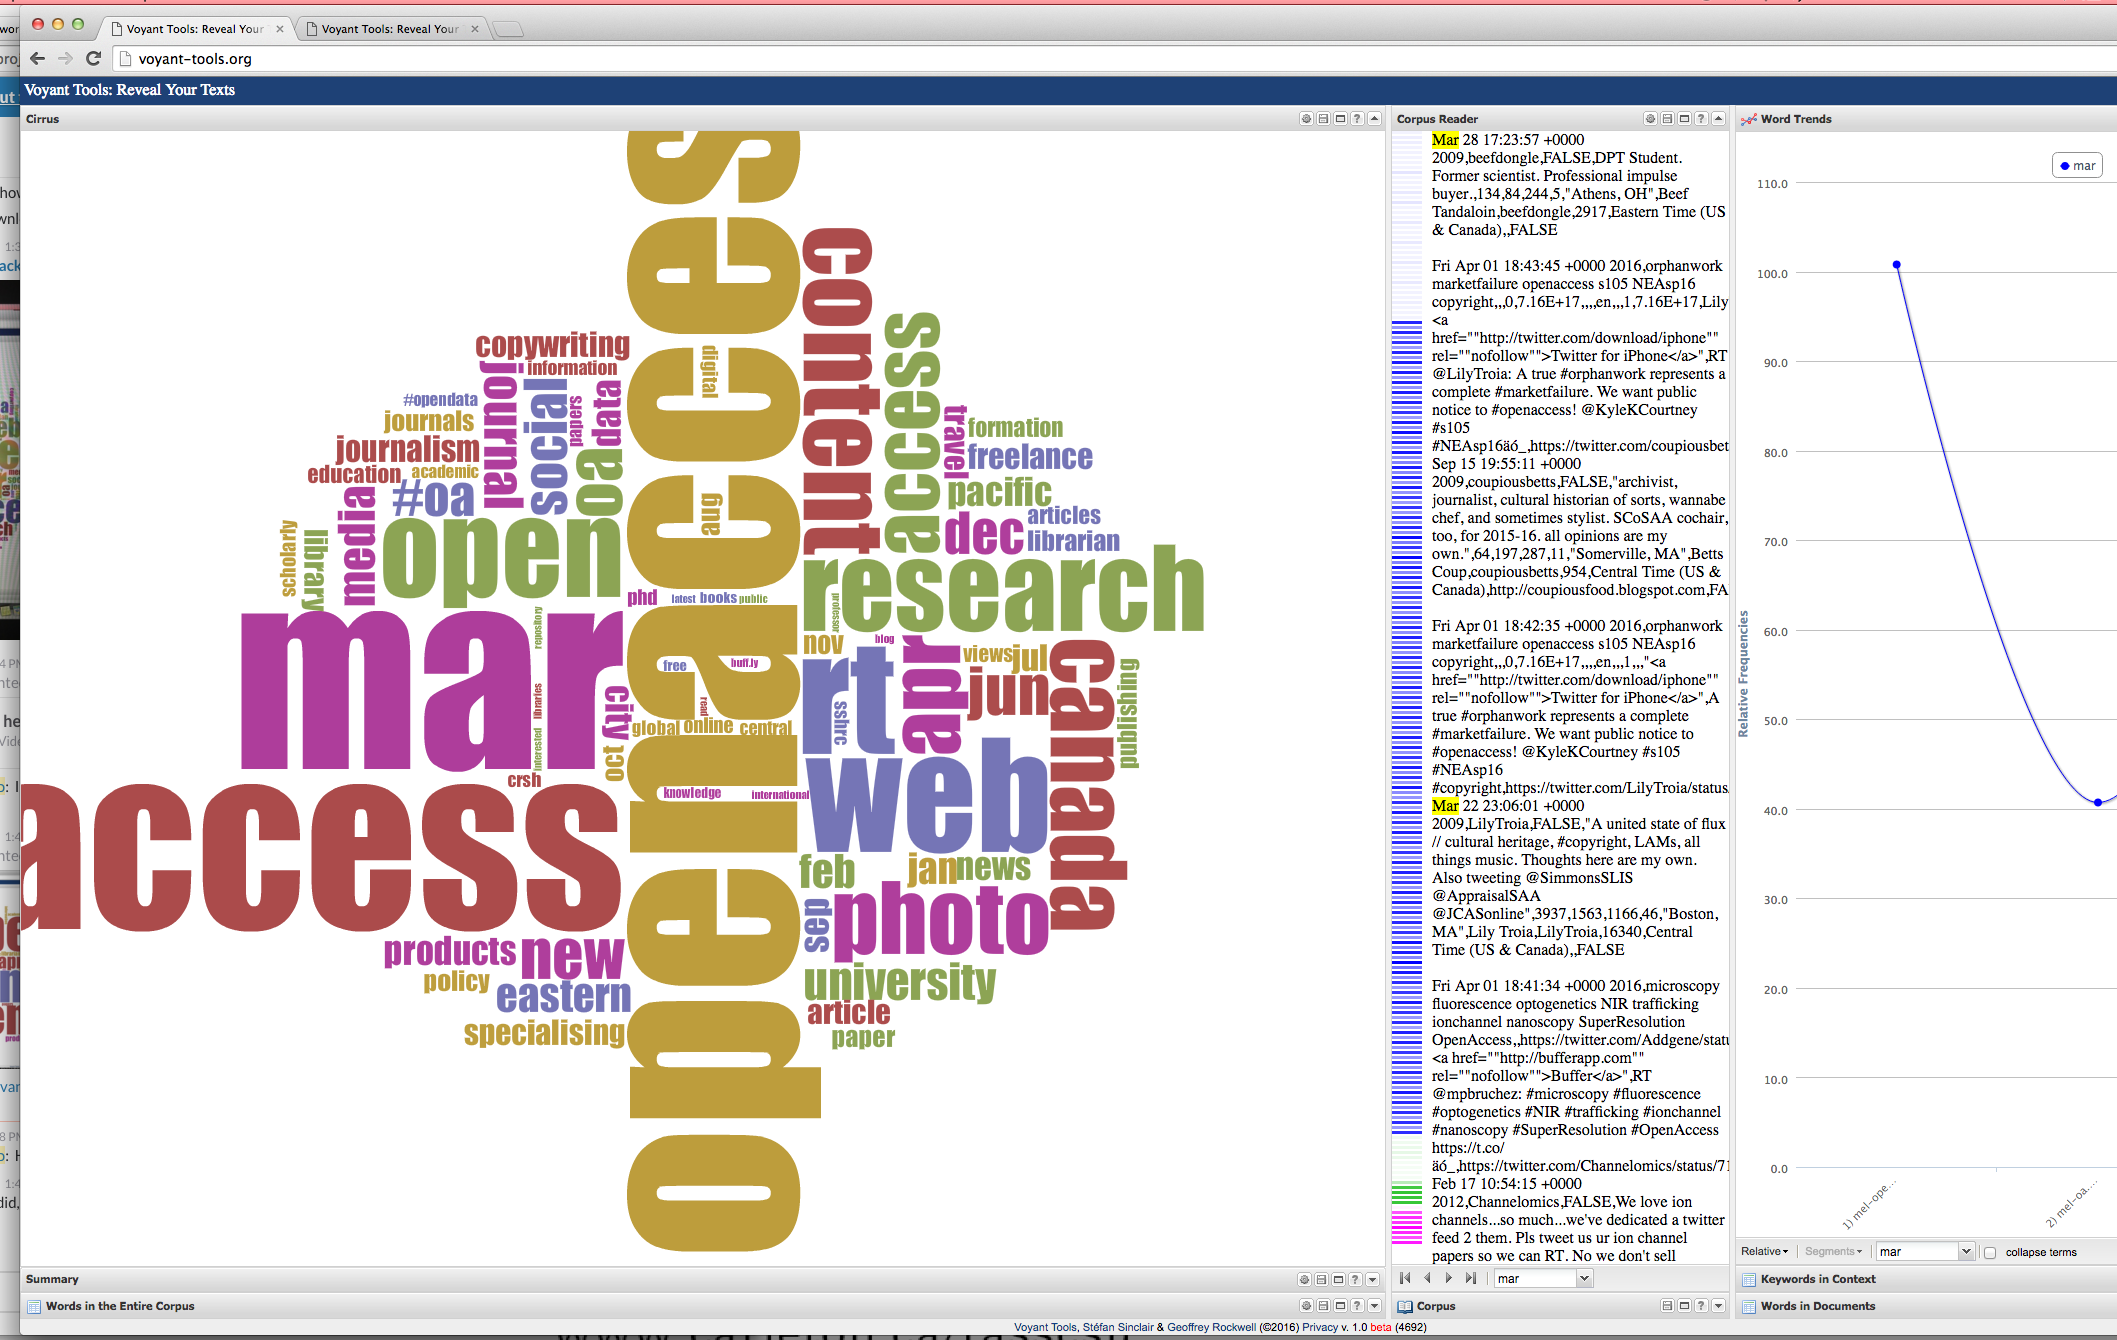 Voyant Tools: Reveal Your
Voyant Tools: Reveal Your
voyant-tools.org
Voyant Tools: Reveal Your Texts
Cirrus
openaccess
content
access
copywriting
information
digital
#opendata
journal
social
papers
data
journals
journalism
education
academic
#oa
oa
media
open
aug
scholarly
library
travel
formation
freelance
pacific
dec
articles
librarian
research
professor
phd
latest
books
public
mar
repository
libraries
interested
crsh
city
oct
free
buff.ly
read
global
online
central
knowledge
international
nov
blog
rt
sshrc
apr
views
jul
jun
canada
publishing
web
access
feb
jan
news
sep
photo
university
article
paper
products
new
policy
eastern
specialising
Summary
Words in the Entire Corpus
Corpus Reader
Mar 28 17:23:57 +0000
2009,beefdongle,FALSE,DPT Student.
Former scientist. Professional impulse
buyer.,134,84,244,5,"Athens, OH",Beef
Tandaloin,beefdongle,2917,Eastern Time (US
& Canada),,FALSE
Fri Apr 01 18:43:45 +0000 2016,orphanwork
marketfailure openaccess s105 NEAsp16
copyright,,,0,7.16E+17,,,,en,,,1,7.16E+17,Lily
<a
href=""http://twitter.com/download/iphone""
rel=""nofollow"">Twitter for iPhone</a>",RT
@LilyTroia: A true #orphanwork represents a
complete #marketfailure. We want public
notice to #openaccess! @KyleKCourtney
#s105
#NEAsp16äó_,https://twitter.com/coupiousbet
Sep 15 19:55:11 +0000
2009,coupiousbetts,FALSE,"archivist,
journalist, cultural historian of sorts, wannabe
chef, and sometimes stylist. SCoSAA cochair,
too, for 2015-16. all opinions are my
own.",64,197,287,11,"Somerville, MA",Betts
Coup,coupiousbetts,954,Central Time (US &
Canada),http://coupiousfood.blogspot.com,FA
Fri Apr 01 18:42:35 +0000 2016,orphanwork
marketfailure openaccess s105 NEAsp16
copyright,,,0,7.16E+17,,,,en,,,1,,,"<a
href=""http://twitter.com/download/iphone""
rel=""nofollow"">Twitter for iPhone</a>",A
true #orphanwork represents a complete
#marketfailure. We want public notice to
#openaccess! @KyleKCourtney #s105
#NEAsp16
#copyright,https://twitter.com/LilyTroia/status
Mar 22 23:06:01 +0000
2009,LilyTroia,FALSE,"A united state of flux
// cultural heritage, #copyright, LAMs, all
things music. Thoughts here are my own.
Also tweeting @SimmonsSLIS
@AppraisalSAA
@JCASonline",3937,1563,1166,46,"Boston,
MA",Lily Troia,LilyTroia,16340,Central
Time (US & Canada),,FALSE
Fri Apr 01 18:41:34 +0000 2016,microscopy
fluorescence optogenetics NIR trafficking
ionchannel nanoscopy SuperResolution
OpenAccess,,https://twitter.com/Addgene/statu
<a href=""http://bufferapp.com""
rel=""nofollow"">Buffer</a>",RT
@mpbruchez: #microscopy #fluorescence
#optogenetics #NIR #trafficking #ionchannel
#nanoscopy #SuperResolution #OpenAccess
https://t.co/
äó_,https://twitter.com/Channelomics/status/71
Feb 17 10:54:15 +0000
2012,Channelomics,FALSE,We love ion
channels...so much...we've dedicated a twitter
feed 2 them. Pls tweet us ur ion channel
papers so we can RT. No we don't sell
mar
Corpus
Word Trends
mar
110.0
100.0
90.0
80.0
70.0
60.0
50.0
40.0
30.0
20.0
10.0
0.0
Relative Frequencies
1) mel-ope...
2) mel-oa....
Relative Segments mar collapse terms
Keywords in Context
Words in Documents
Voyant Tools, Stéfan Sinclair & Geoffrey Rockwell (©2016) Privacy v. 1.0 beta (4692)